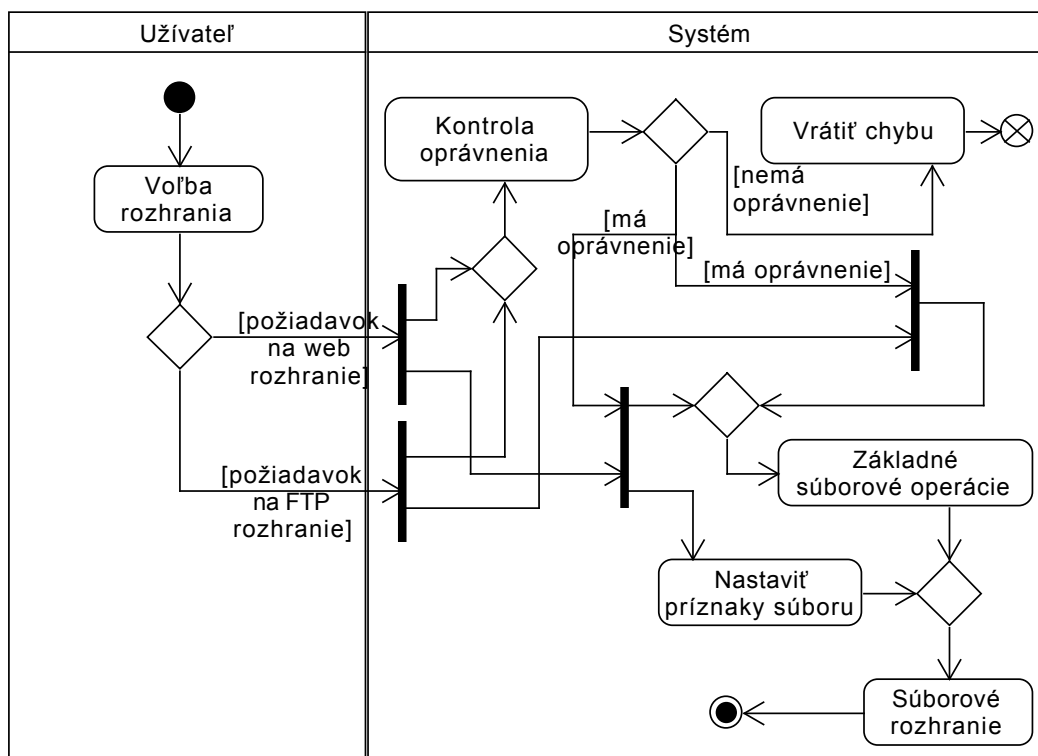 Užívateľ
Systém
Voľba
rozhrania
Kontrola
oprávnenia
Vrátiť chybu
[nemá
oprávnenie]
[má
oprávnenie]
[má oprávnenie]
[požiadavok
na web
rozhranie]
[požiadavok
na FTP
rozhranie]
Základné
súborové operácie
Nastaviť
príznaky súboru
Súborové
rozhranie